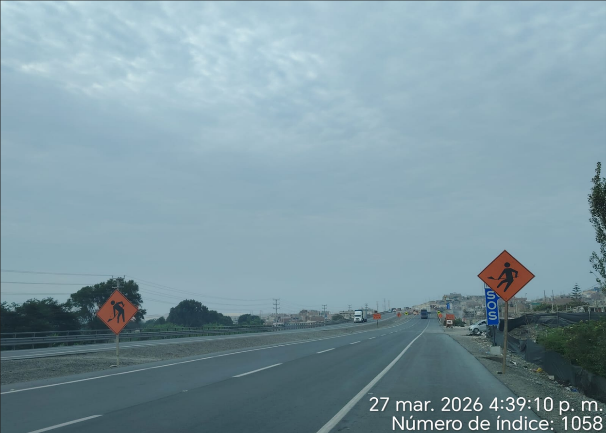 SOS
27 mar. 2026 4:39:10 p. m.
Número de índice: 1058